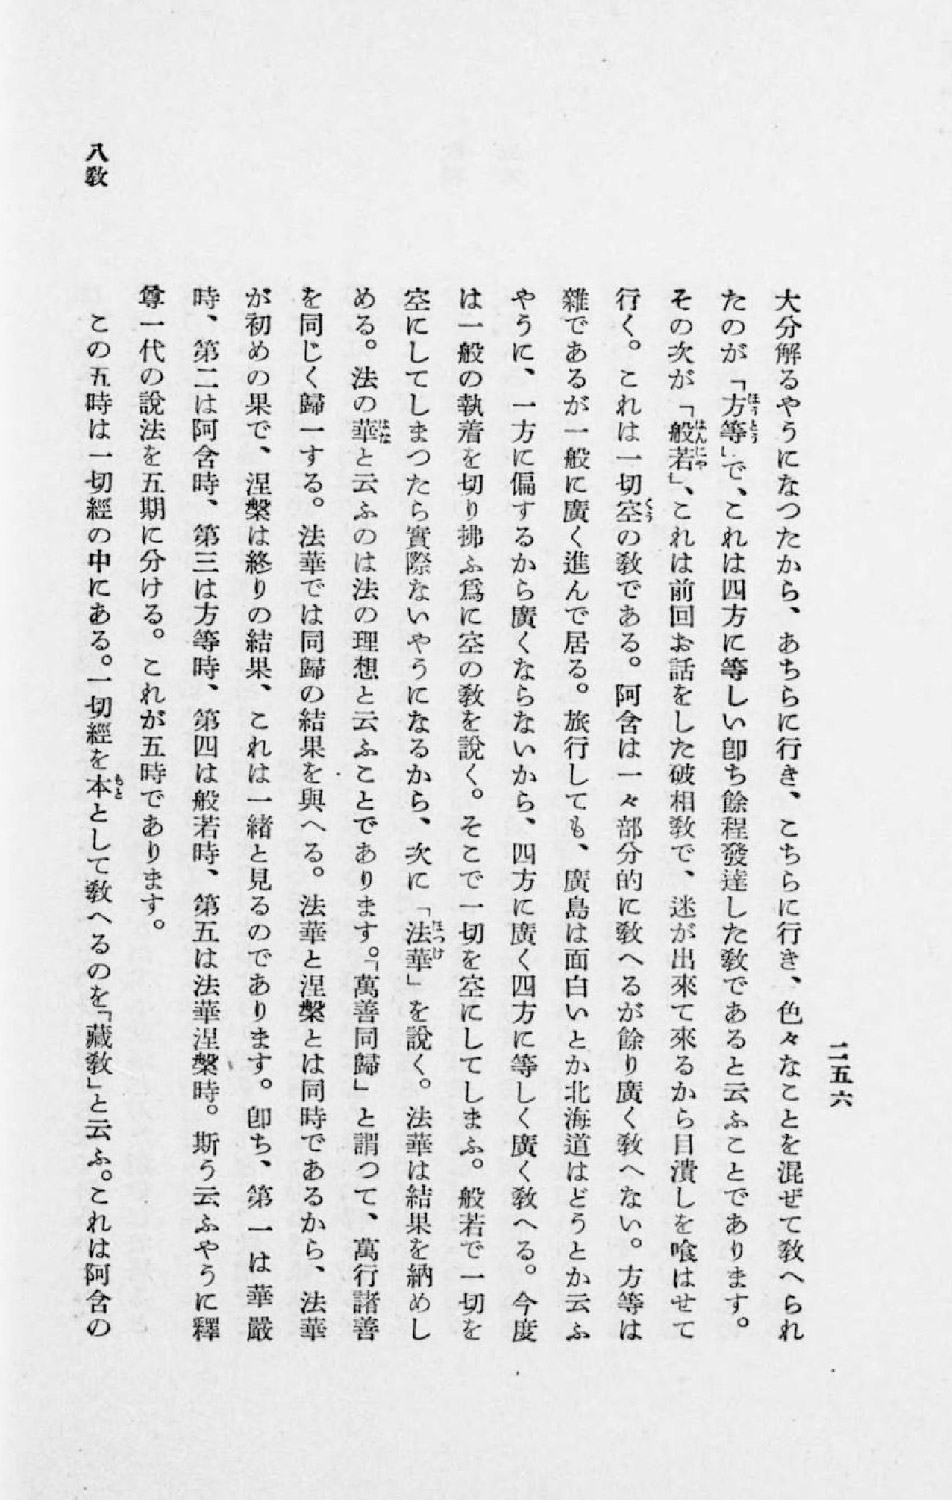 二五六
大分解るやうになつたから、あちらに行き、こちらに行き、色々なことを混ぜて敎へられ
たのが「方等」で、これは四方に等しい卽ち餘程發達した敎であると云ふことであります。
その次が「般若」、これは前回お話をした破相敎で、迷が出來て來るから目潰しを喰はせて
行く。これは一切空の敎である。阿含は一々部分的に敎へるが餘り廣く敎へない。方等は
雜であるが一般に廣く進んで居る。旅行しても、廣島は面白いとか北海道はどうとか云ふ
やうに、一方に偏するから廣くならないから、四方に廣く四方に等しく廣く敎へる。今度
は一般の執着を切り拂ふ爲に空の敎を說く。そこで一切を空にしてしまふ。般若で一切を
空にしてしまつたら實際ないやうになるから、次に「法華」を說く。法華は結果を納めし
める。法の華と云ふのは法の理想と云ふことであります。「萬善同歸」と謂つて、萬行諸善
を同じく歸一する。法華では同歸の結果を與へる。法華と涅槃とは同時であるから、法華
が初めの果で、涅槃は終りの結果、これは一緖と見るのであります。卽ち、第一は華嚴
時、第二は阿含時、第三は方等時、第四は般若時、第五は法華涅槃時。斯う云ふやうに釋
尊一代の說法を五期に分ける。これが五時であります。
八敎
この五時は一切經の中にある。一切經を本として敎へるのを「藏敎」と云ふ。これは阿含の